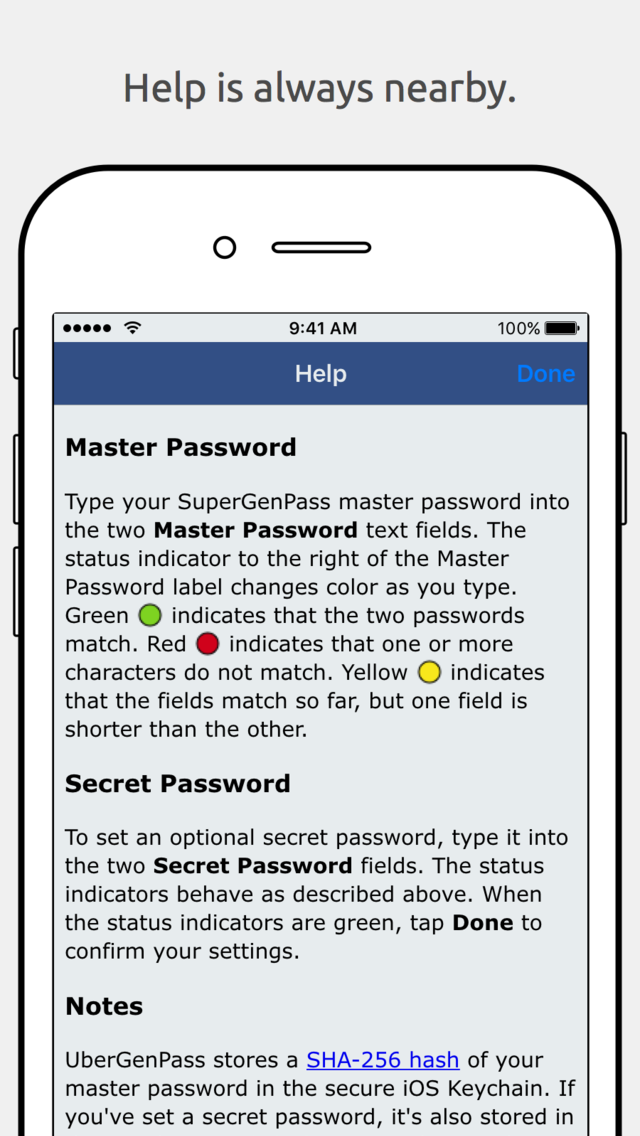 Help is always nearby.
9:41 AM
100%
Help
Done
Master Password
Type your SuperGenPass master password into
the two Master Password text fields. The
status indicator to the right of the Master
Password label changes color as you type.
Green indicates that the two passwords
match. Red indicates that one or more
characters do not match. Yellow indicates
that the fields match so far, but one field is
shorter than the other.
Secret Password
To set an optional secret password, type it into
the two Secret Password fields. The status
indicators behave as described above. When
the status indicators are green, tap Done to
confirm your settings.
Notes
UberGenPass stores a SHA-256 hash of your
master password in the secure iOS Keychain. If
you've set a secret password, it's also stored in